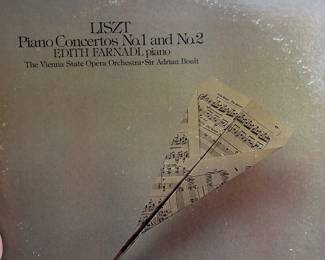 LISZT
Piano Concertos No.1 and No.2
EDITH FARNADI, piano
The Vienna State Opera Orchestra • Sir Adrian Boult